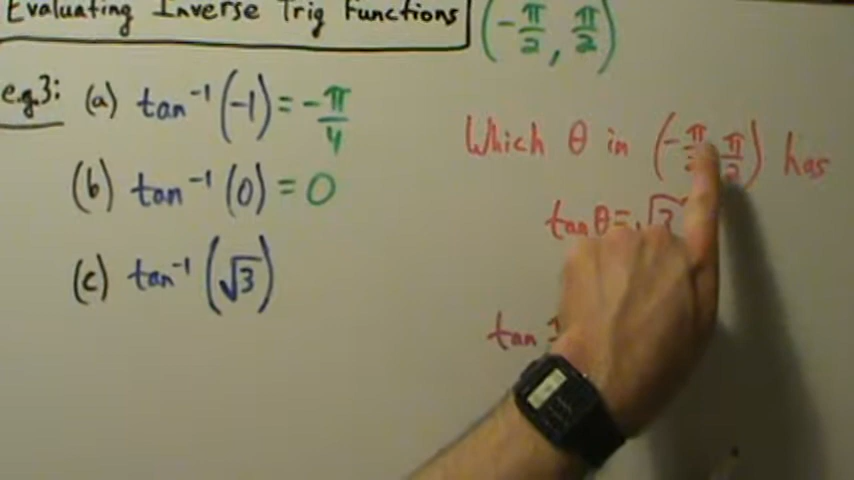 Evaluating Inverse Trig Functions
(-π/2, π/2)
e.g.3: (a) tan⁻¹(-1) = -π/4
(b) tan⁻¹(0) = 0
(c) tan⁻¹(√3)
Which θ in (-π/2 π/2) has
tan θ = √3
tan